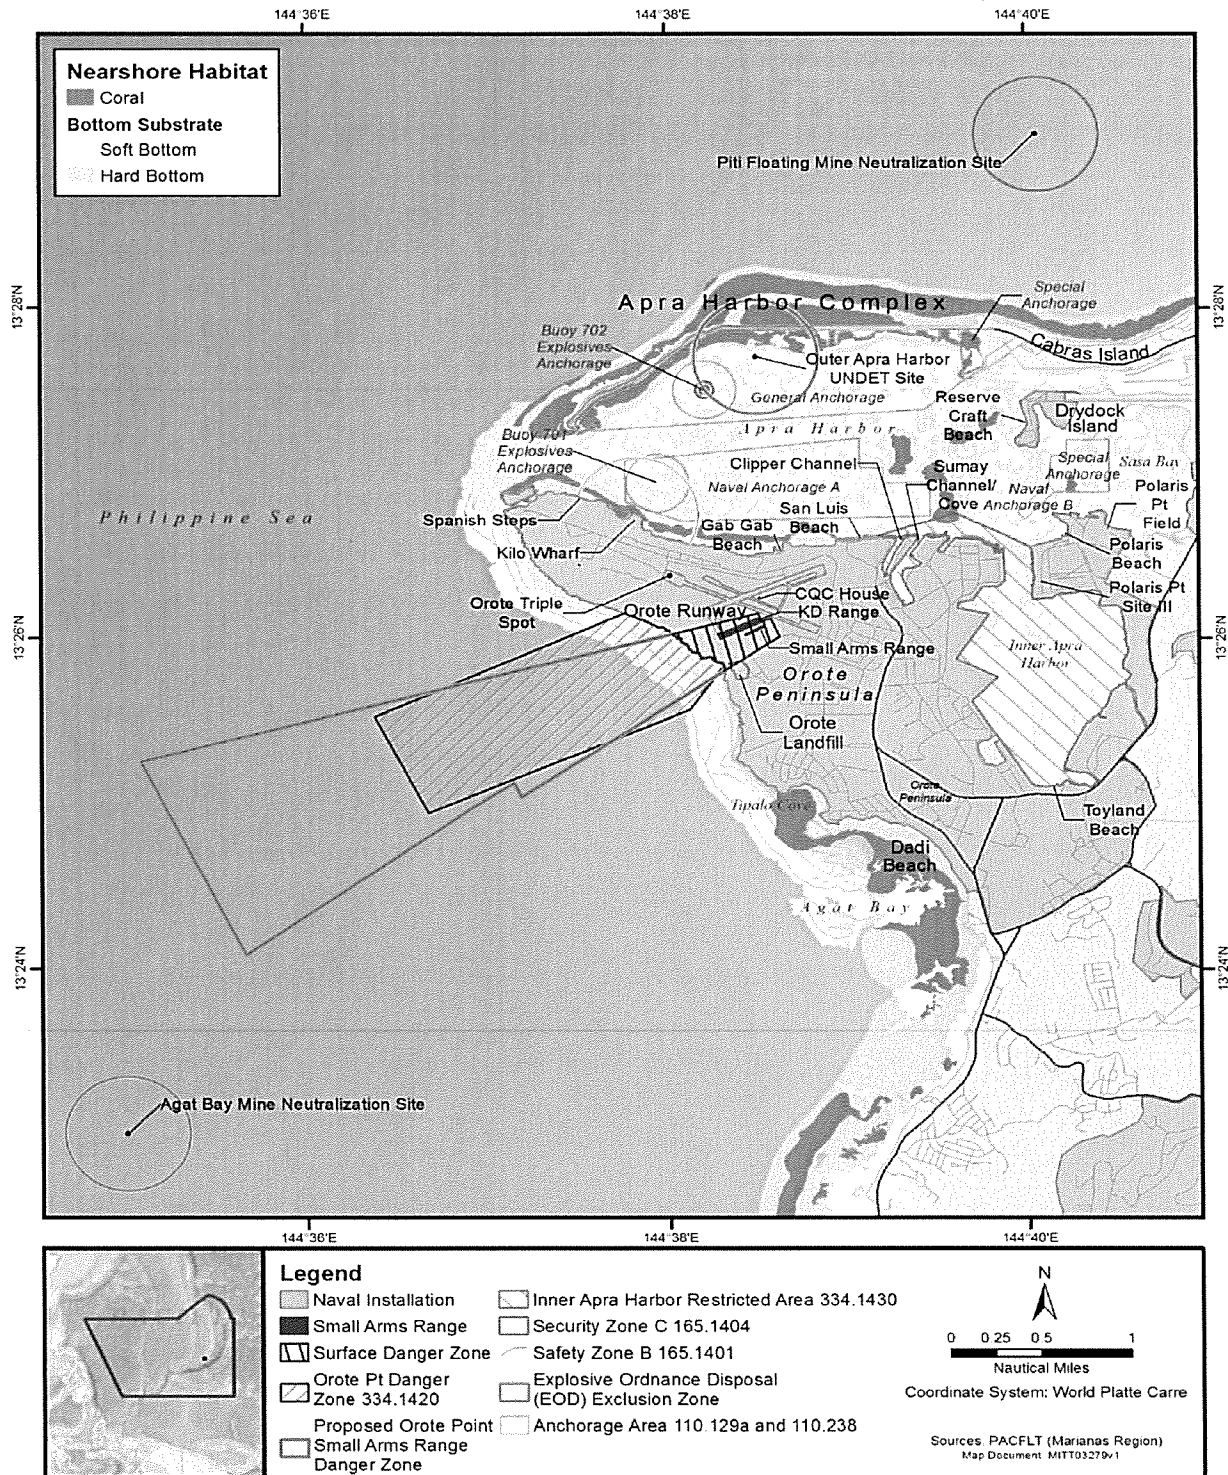 144°36'E
144°38'E
144°40'E
Nearshore Habitat
Coral
Bottom Substrate
Soft Bottom
Hard Bottom
Piti Floating Mine Neutralization Site
13°28'N
13°28'N
Apra Harbor Complex
Special
Anchorage
Buoy 702
Explosives
Anchorage
Cabras Island
Outer Apra Harbor
UNDET Site
General Anchorage
Reserve
Craft
Beach
Drydock
Island
Apra Harbor
Buoy 701
Explosives
Anchorage
Clipper Channel
Sumay
Channel/
Cove
Special
Anchorage
Sasa Bay
Naval Anchorage A
Naval
Anchorage B
Polaris
Pt
Field
Philippine Sea
Spanish Steps
San Luis
Beach
Gab Gab
Beach
Kilo Wharf
Polaris
Beach
Orote Triple
Spot
CQC House
Orote Runway
KD Range
Polaris Pt
Site III
13°26'N
13°26'N
Small Arms Range
Inner Apra
Harbor
Orote
Peninsula
Orote
Landfill
Orote
Peninsula
Tipalo Cove
Toyland
Beach
Dadi
Beach
Agat Bay
13°24'N
13°24'N
Agat Bay Mine Neutralization Site
144°36'E
144°38'E
144°40'E
Legend
Naval Installation
Small Arms Range
Surface Danger Zone
Orote Pt Danger
Zone 334.1420
Proposed Orote Point
Small Arms Range
Danger Zone
Inner Apra Harbor Restricted Area 334.1430
Security Zone C 165.1404
Safety Zone B 165.1401
Explosive Ordnance Disposal
(EOD) Exclusion Zone
Anchorage Area 110.129a and 110.238
N
0 0.25 0.5 1
Nautical Miles
Coordinate System: World Platte Carre
Sources: PACFLT (Marianas Region)
Map Document: MITT03279v1